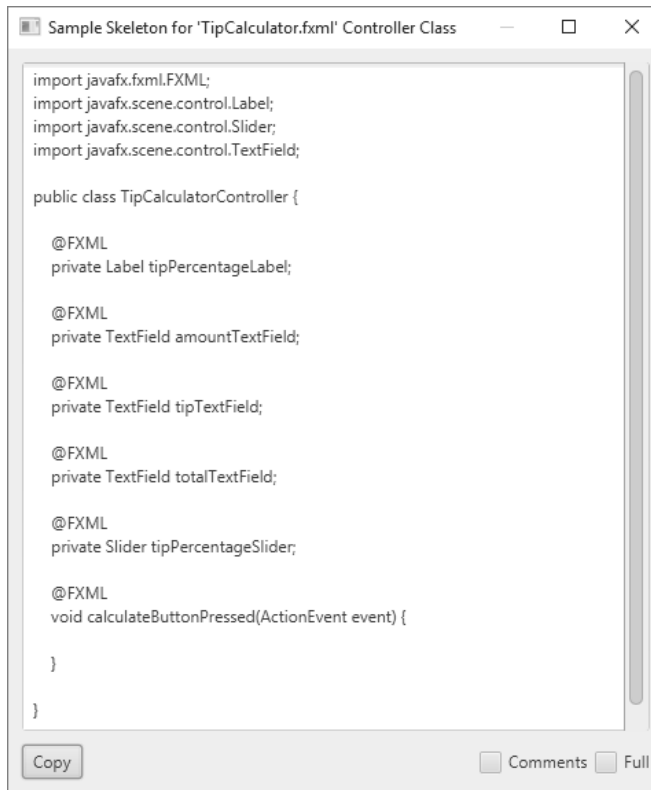 Sample Skeleton for 'TipCalculator.fxml' Controller Class
import javafx.fxml.FXML;
import javafx.scene.control.Label;
import javafx.scene.control.Slider;
import javafx.scene.control.TextField;
public class TipCalculatorController {
@FXML
private Label tipPercentageLabel;
@FXML
private TextField amountTextField;
@FXML
private TextField tipTextField;
@FXML
private TextField totalTextField;
@FXML
private Slider tipPercentageSlider;
@FXML
void calculateButtonPressed(ActionEvent event) {
}
}
Copy Comments Full